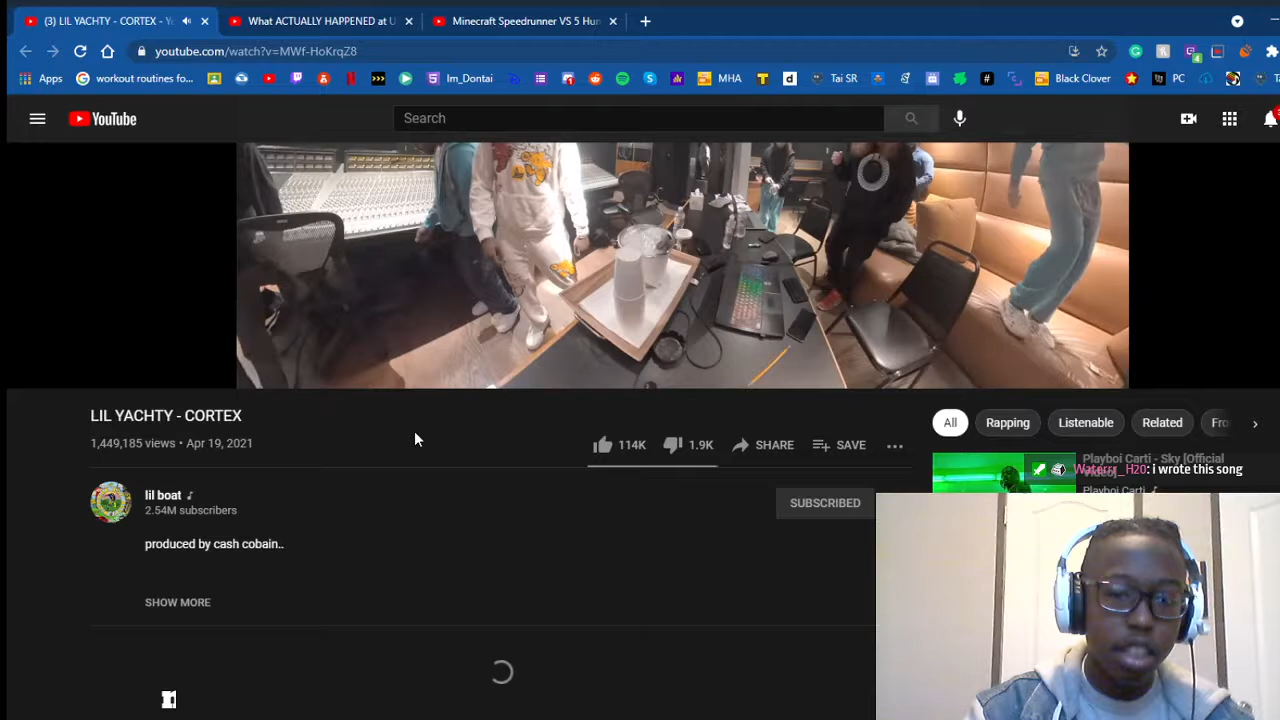 (3) LIL YACHTY - CORTEX - Yo
What ACTUALLY HAPPENED at U
Minecraft Speedrunner VS 5 Hun
youtube.com/watch?v=MWf-HoKrqZ8
Apps
workout routines fo...
Im_Dontai
MHA
Tai SR
Black Clover
PC
YouTube
Search
LIL YACHTY - CORTEX
1,449,185 views • Apr 19, 2021
114K
1.9K
SHARE
SAVE
All
Rapping
Listenable
Related
Fro
lil boat
2.54M subscribers
SUBSCRIBED
produced by cash cobain..
SHOW MORE
Playboi Carti - Sky [Official
Video]
Waterrr_H20: i wrote this song
Playboi Carti